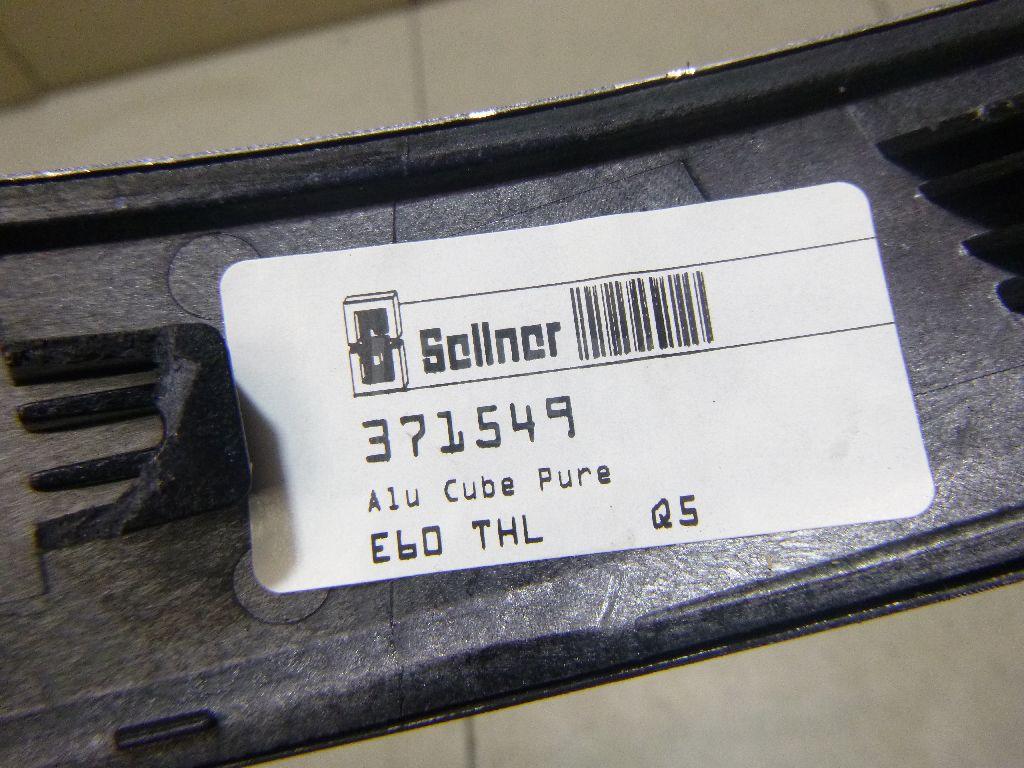 Sellner
371549
Alu Cube Pure
E60 THL Q5